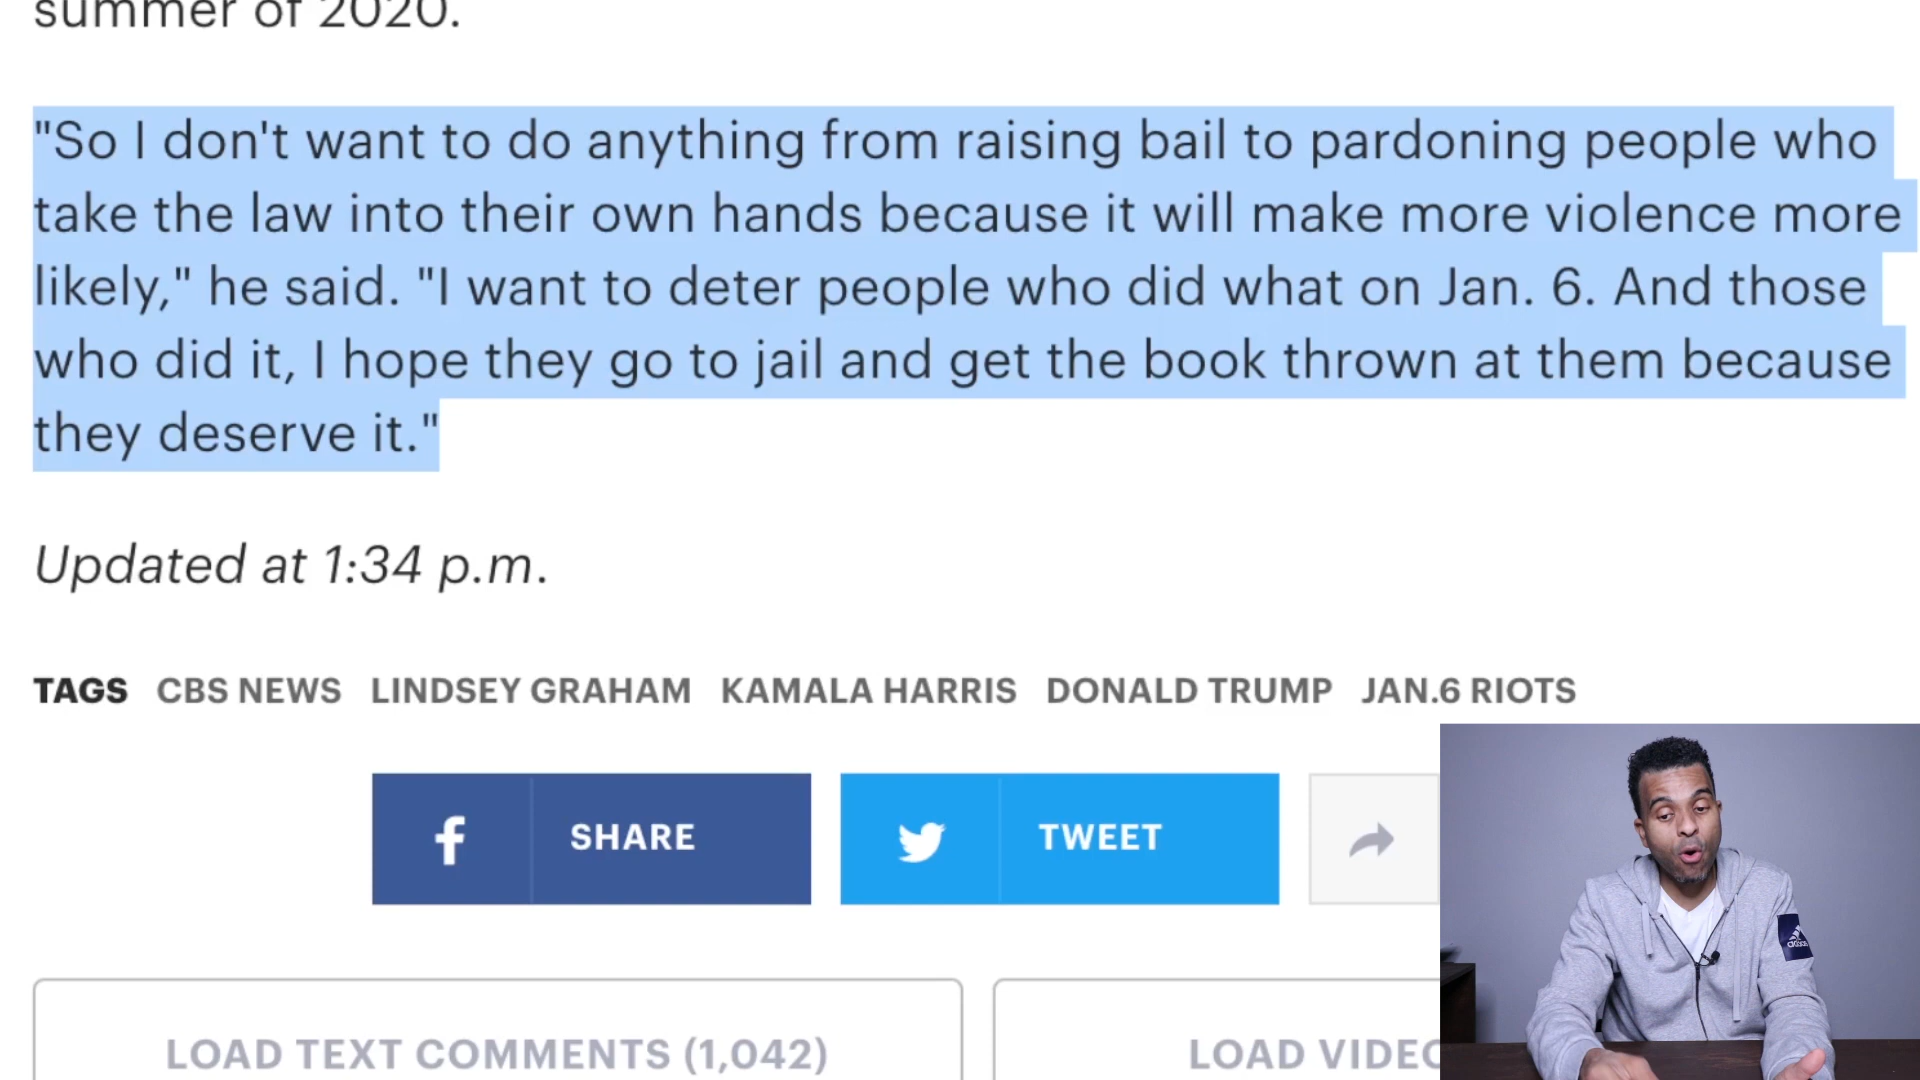 summer of 2020.
"So I don't want to do anything from raising bail to pardoning people who
take the law into their own hands because it will make more violence more
likely," he said. "I want to deter people who did what on Jan. 6. And those
who did it, I hope they go to jail and get the book thrown at them because
they deserve it."
Updated at 1:34 p.m.
TAGS CBS NEWS LINDSEY GRAHAM KAMALA HARRIS DONALD TRUMP JAN.6 RIOTS
f SHARE TWEET
adidas
LOAD TEXT COMMENTS (1,042) LOAD VIDEO